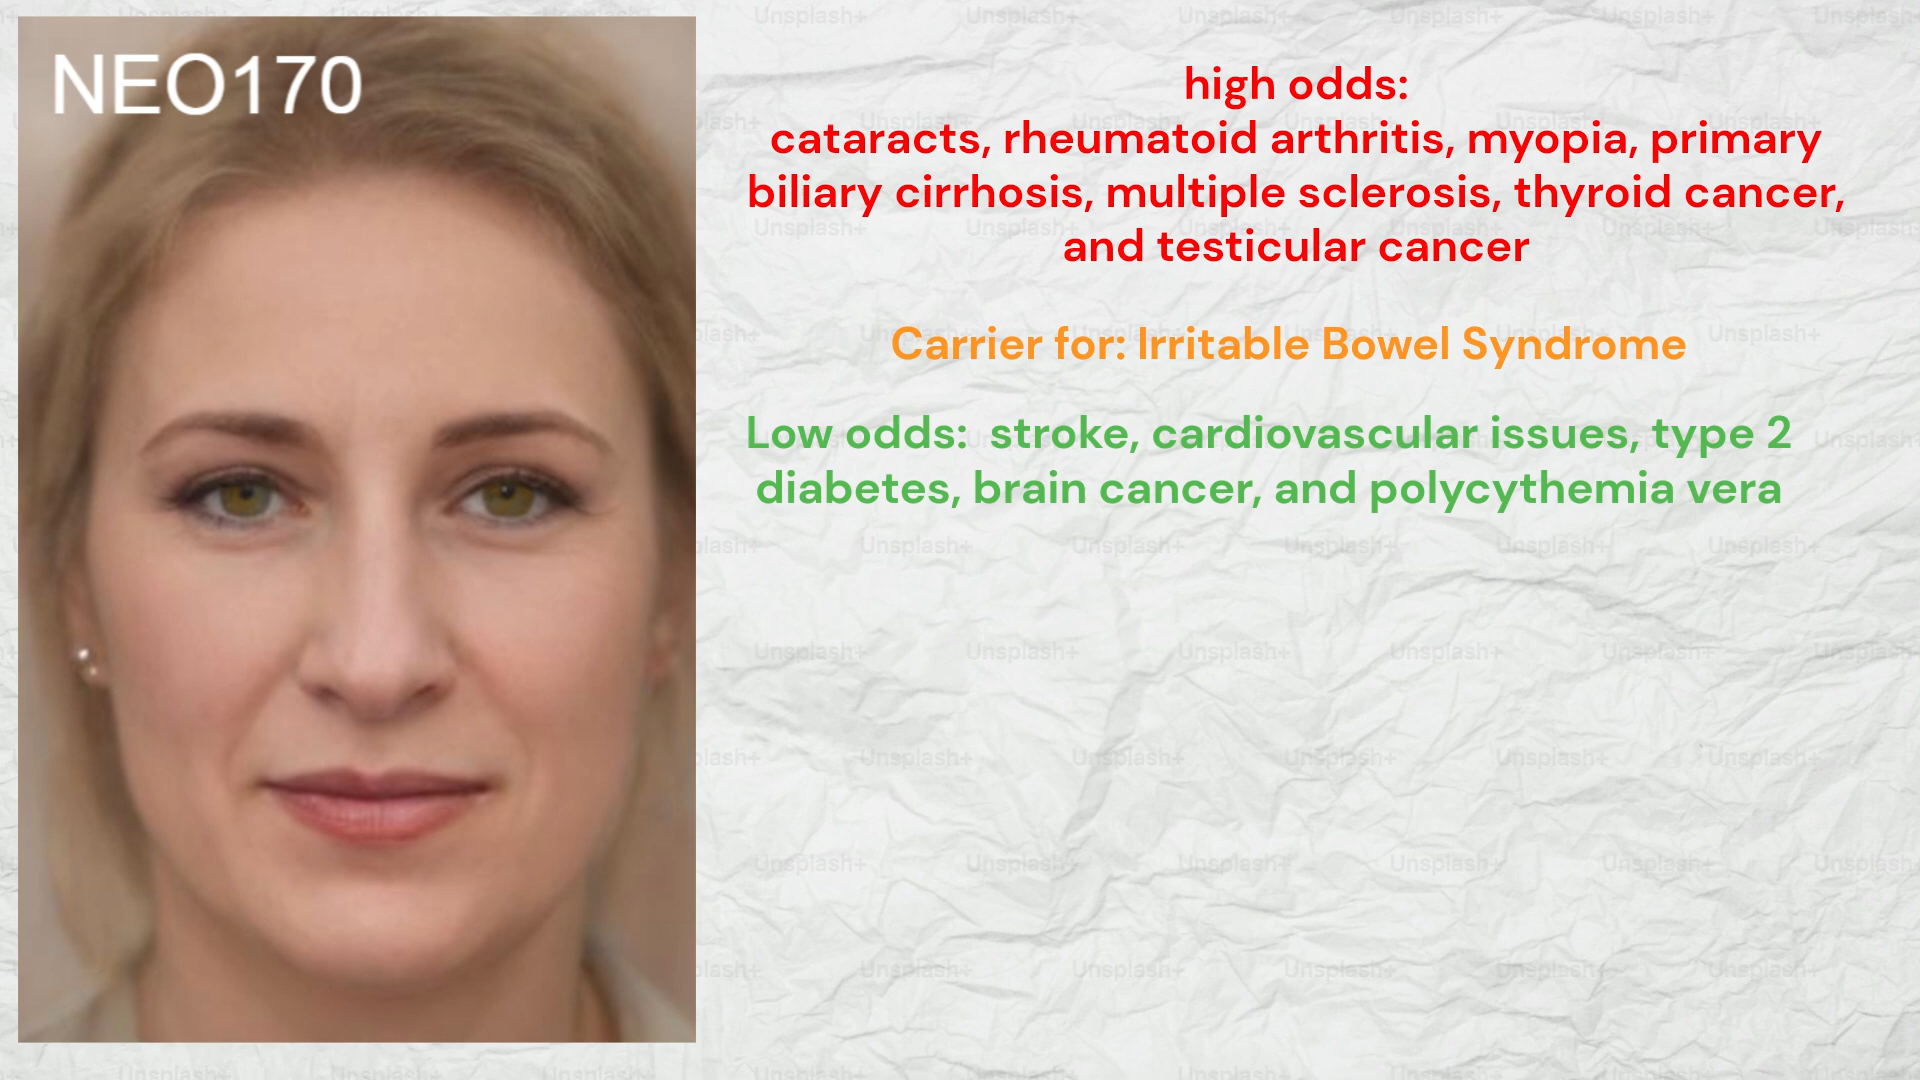 NEO170
high odds:
cataracts, rheumatoid arthritis, myopia, primary
biliary cirrhosis, multiple sclerosis, thyroid cancer,
and testicular cancer
Carrier for: Irritable Bowel Syndrome
Low odds:  stroke, cardiovascular issues, type 2
diabetes, brain cancer, and polycythemia vera
Unsplash+